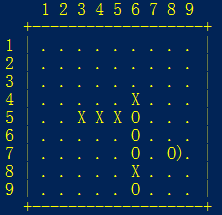 1 2 3 4 5 6 7 8 9
+-------------------+
1 | . . . . . . . . . |
2 | . . . . . . . . . |
3 | . . . . . . . . . |
4 | . . . . . X . . . |
5 | . . X X X O . . . |
6 | . . . . . O . . . |
7 | . . . . . O . O). |
8 | . . . . . X . . . |
9 | . . . . . O . . . |
+-------------------+